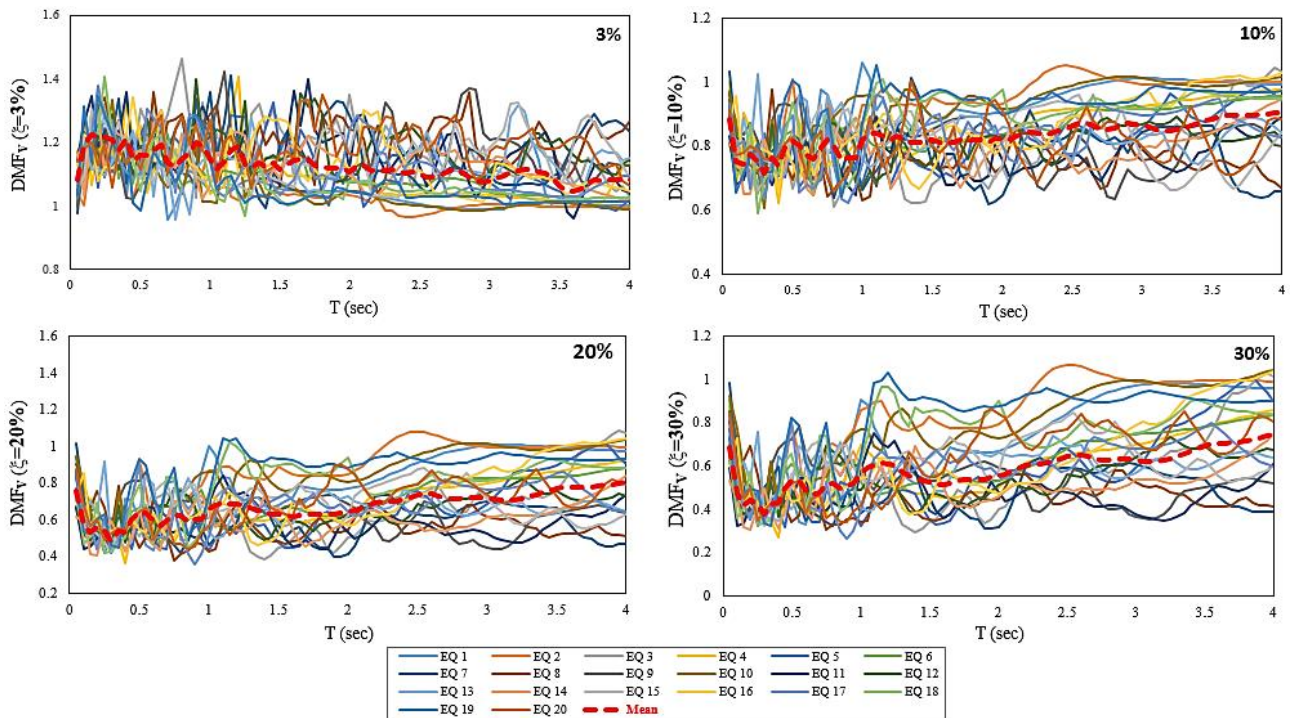 3%
DMFv (ξ=3%)
1.6
1.4
1.2
1
0.8
0 0.5 1 1.5 2 2.5 3 3.5 4
T (sec)
10%
DMFv (ξ=10%)
1.2
1
0.8
0.6
0.4
0 0.5 1 1.5 2 2.5 3 3.5 4
T (sec)
20%
DMFv (ξ=20%)
1.6
1.4
1.2
1
0.8
0.6
0.4
0.2
0 0.5 1 1.5 2 2.5 3 3.5 4
T (sec)
30%
DMFv (ξ=30%)
1.2
1
0.8
0.6
0.4
0.2
0
0 0.5 1 1.5 2 2.5 3 3.5 4
T (sec)
EQ 1 EQ 2 EQ 3 EQ 4 EQ 5 EQ 6
EQ 7 EQ 8 EQ 9 EQ 10 EQ 11 EQ 12
EQ 13 EQ 14 EQ 15 EQ 16 EQ 17 EQ 18
EQ 19 EQ 20 Mean